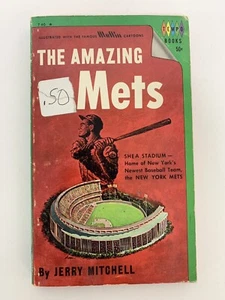 ILLUSTRATED WITH THE FAMOUS Mullin CARTOONS
TEMPO
BOOKS
50¢
THE AMAZING
Mets
.50
SHEA STADIUM—
Home of New York's
Newest Baseball Team,
the NEW YORK METS
By JERRY MITCHELL